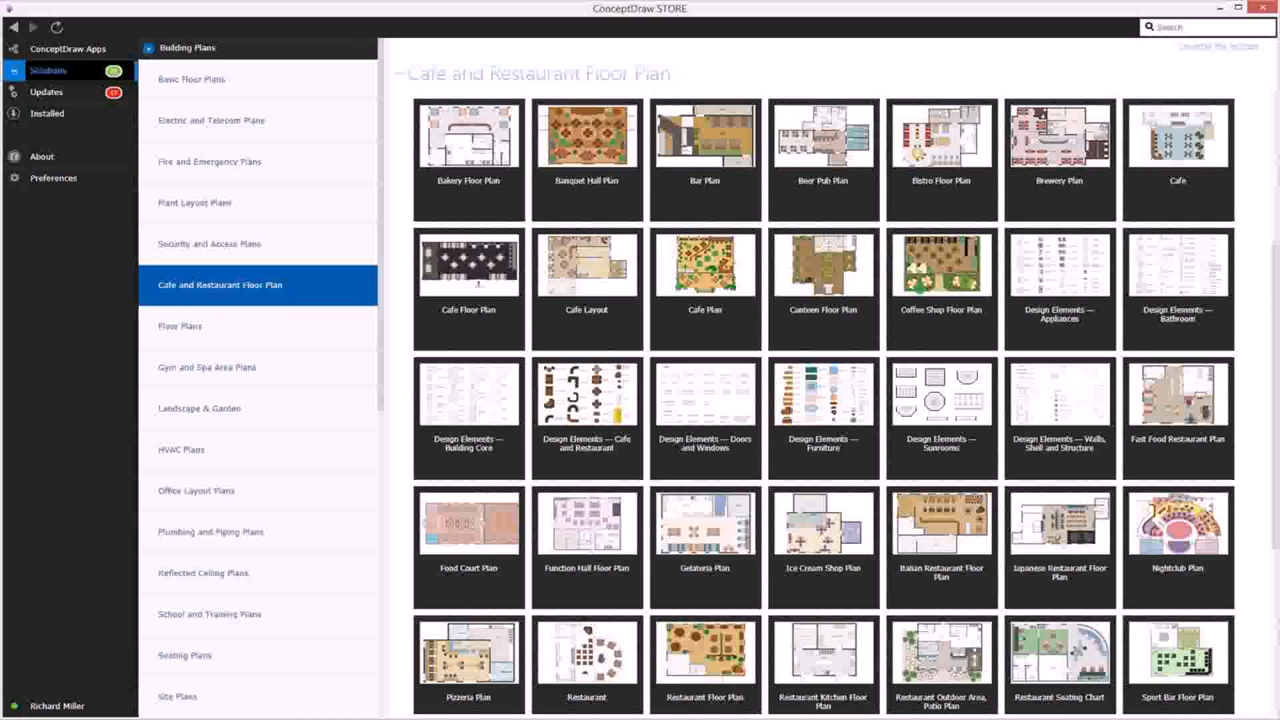 ConceptDraw STORE
Search
ConceptDraw Apps
Solutions
Updates
17
Installed
About
Preferences
Richard Miller
Building Plans
Basic Floor Plans
Electric and Telecom Plans
Fire and Emergency Plans
Plant Layout Plans
Security and Access Plans
Cafe and Restaurant Floor Plan
Floor Plans
Gym and Spa Area Plans
Landscape & Garden
HVAC Plans
Office Layout Plans
Plumbing and Piping Plans
Reflected Ceiling Plans
School and Training Plans
Seating Plans
Site Plans
Uninstall this solution
Cafe and Restaurant Floor Plan
Bakery Floor Plan
Banquet Hall Plan
Bar Plan
Beer Pub Plan
Bistro Floor Plan
Brewery Plan
Cafe
Cafe Floor Plan
Cafe Layout
Cafe Plan
Canteen Floor Plan
Coffee Shop Floor Plan
Design Elements —
Appliances
Design Elements —
Bathroom
Design Elements —
Building Core
Design Elements — Cafe
and Restaurant
Design Elements — Doors
and Windows
Design Elements —
Furniture
Design Elements —
Sunrooms
Design Elements — Walls,
Shell and Structure
Fast Food Restaurant Plan
Food Court Plan
Function Hall Floor Plan
Gelateria Plan
Ice Cream Shop Plan
Italian Restaurant Floor
Plan
Japanese Restaurant Floor
Plan
Nightclub Plan
Pizzeria Plan
Restaurant
Restaurant Floor Plan
Restaurant Kitchen Floor
Plan
Restaurant Outdoor Area,
Patio Plan
Restaurant Seating Chart
Sport Bar Floor Plan